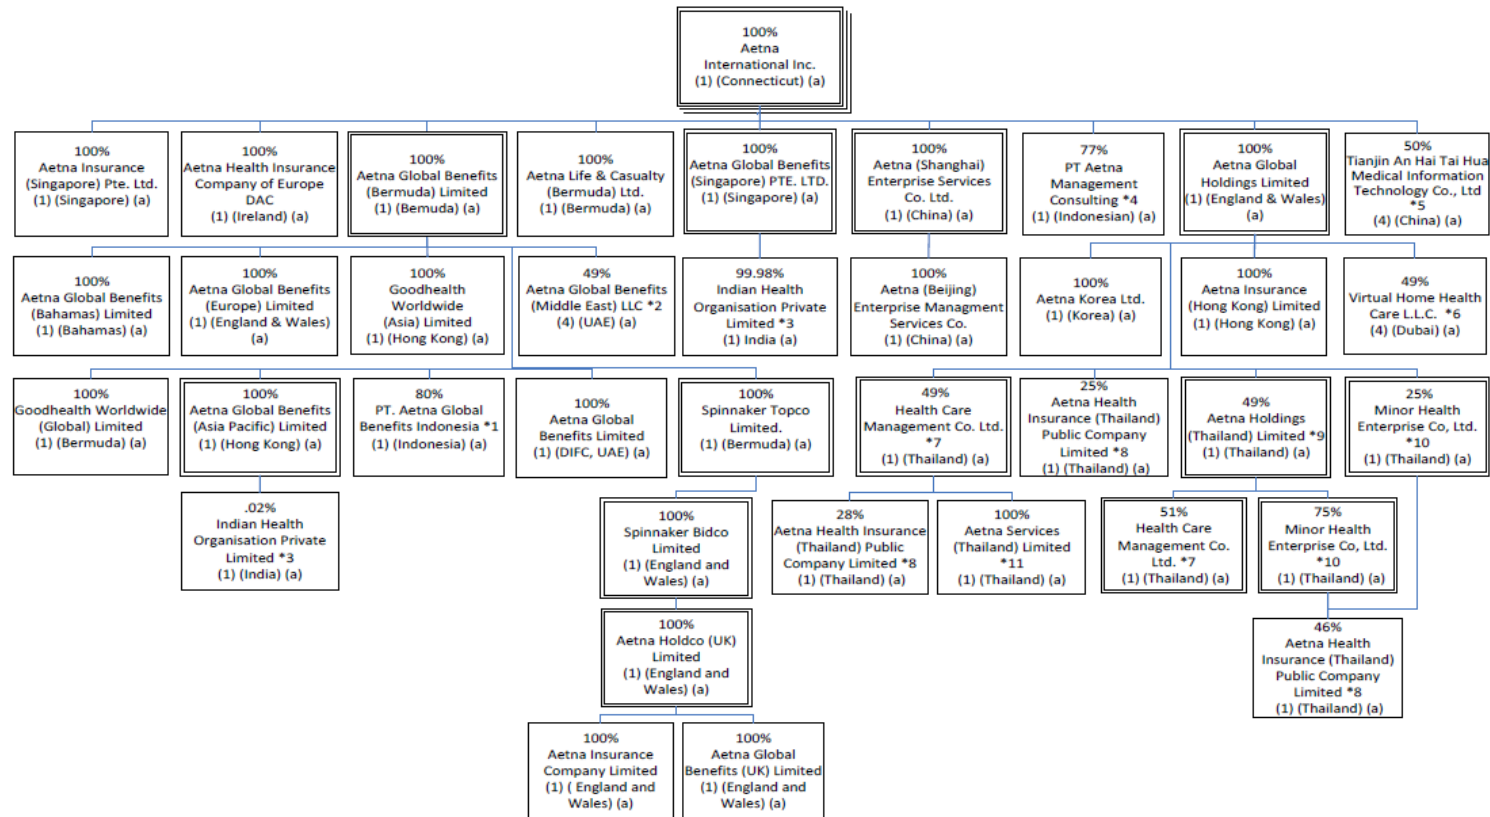 100%
Aetna
International Inc.
(1) (Connecticut) (a)
100%
Aetna Insurance
(Singapore) Pte. Ltd.
(1) (Singapore) (a)
100%
Aetna Health Insurance
Company of Europe
DAC
(1) (Ireland) (a)
100%
Aetna Global Benefits
(Bermuda) Limited
(1) (Bemuda) (a)
100%
Aetna Life & Casualty
(Bermuda) Ltd.
(1) (Bermuda) (a)
100%
Aetna Global Benefits
(Singapore) PTE. LTD.
(1) (Singapore) (a)
100%
Aetna (Shanghai)
Enterprise Services
Co. Ltd.
(1) (China) (a)
77%
PT Aetna
Management
Consulting *4
(1) (Indonesian) (a)
100%
Aetna Global
Holdings Limited
(1) (England & Wales)
(a)
50%
Tianjin An Hai Tai Hua
Medical Information
Technology Co., Ltd
*5
(4) (China) (a)
100%
Aetna Global Benefits
(Bahamas) Limited
(1) (Bahamas) (a)
100%
Aetna Global Benefits
(Europe) Limited
(1) (England & Wales)
(a)
100%
Goodhealth
Worldwide
(Asia) Limited
(1) (Hong Kong) (a)
49%
Aetna Global Benefits
(Middle East) LLC *2
(4) (UAE) (a)
99.98%
Indian Health
Organisation Private
Limited *3
(1) India (a)
100%
Aetna (Beijing)
Enterprise Managment
Services Co.
(1) (China) (a)
100%
Aetna Korea Ltd.
(1) (Korea) (a)
100%
Aetna Insurance
(Hong Kong) Limited
(1) (Hong Kong) (a)
49%
Virtual Home Health
Care L.L.C. *6
(4) (Dubai) (a)
100%
Goodhealth Worldwide
(Global) Limited
(1) (Bermuda) (a)
100%
Aetna Global Benefits
(Asia Pacific) Limited
(1) (Hong Kong) (a)
80%
PT. Aetna Global
Benefits Indonesia *1
(1) (Indonesia) (a)
100%
Aetna Global
Benefits Limited
(1) (DIFC, UAE) (a)
100%
Spinnaker Topco
Limited.
(1) (Bermuda) (a)
49%
Health Care
Management Co. Ltd.
*7
(1) (Thailand) (a)
25%
Aetna Health
Insurance (Thailand)
Public Company
Limited *8
(1) (Thailand) (a)
49%
Aetna Holdings
(Thailand) Limited *9
(1) (Thailand) (a)
25%
Minor Health
Enterprise Co, Ltd.
*10
(1) (Thailand) (a)
.02%
Indian Health
Organisation Private
Limited *3
(1) (India) (a)
100%
Spinnaker Bidco
Limited
(1) (England and
Wales) (a)
28%
Aetna Health Insurance
(Thailand) Public
Company Limited *8
(1) (Thailand) (a)
100%
Aetna Services
(Thailand) Limited
*11
(1) (Thailand) (a)
51%
Health Care
Management Co.
Ltd. *7
(1) (Thailand) (a)
75%
Minor Health
Enterprise Co, Ltd.
*10
(1) (Thailand) (a)
100%
Aetna Holdco (UK)
Limited
(1) (England and
Wales) (a)
46%
Aetna Health
Insurance (Thailand)
Public Company
Limited *8
(1) (Thailand) (a)
100%
Aetna Insurance
Company Limited
(1) ( England and
Wales) (a)
100%
Aetna Global
Benefits (UK) Limited
(1) (England and
Wales) (a)